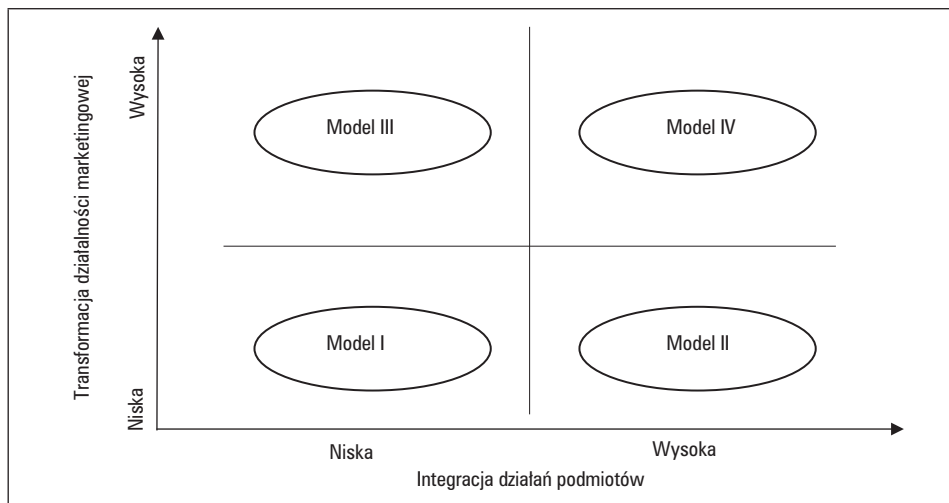 Transformacja działalności marketingowej
Wysoka
Niska
Model III
Model IV
Model I
Model II
Niska
Wysoka
Integracja działań podmiotów